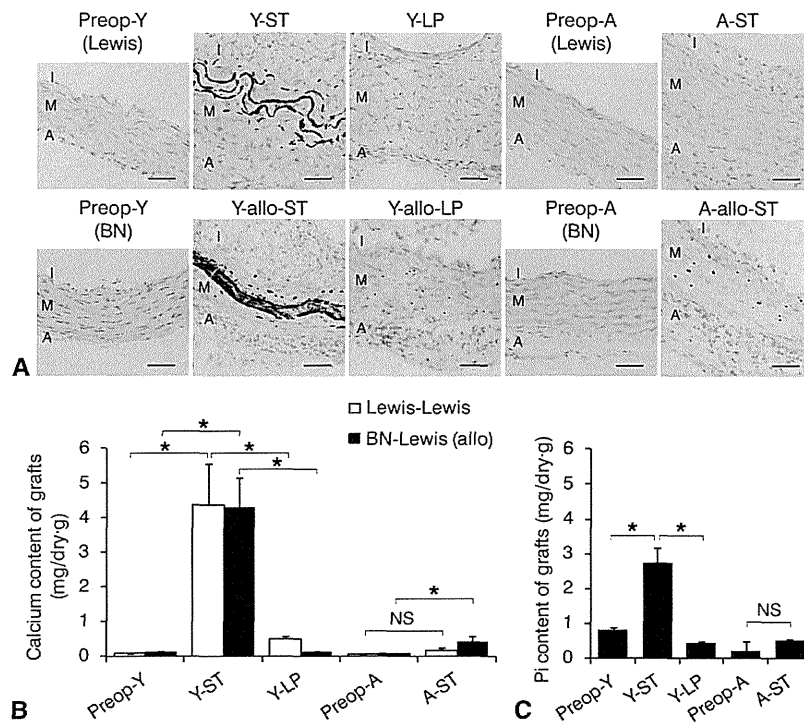 Preop-Y (Lewis)
Y-ST
Y-LP
Preop-A (Lewis)
A-ST
I
M
A
I
M
A
I
M
A
I
M
A
I
M
A
Preop-Y (BN)
Y-allo-ST
Y-allo-LP
Preop-A (BN)
A-allo-ST
I
M
A
I
M
A
I
M
A
I
M
A
I
M
A
A
Lewis-Lewis
BN-Lewis (allo)
Calcium content of grafts
(mg/dry·g)
6
5
4
3
2
1
0
*
*
*
*
NS
*
Preop-Y
Y-ST
Y-LP
Preop-A
A-ST
B
Pi content of grafts (mg/dry·g)
6
5
4
3
2
1
0
*
*
NS
Preop-Y
Y-ST
Y-LP
Preop-A
A-ST
C